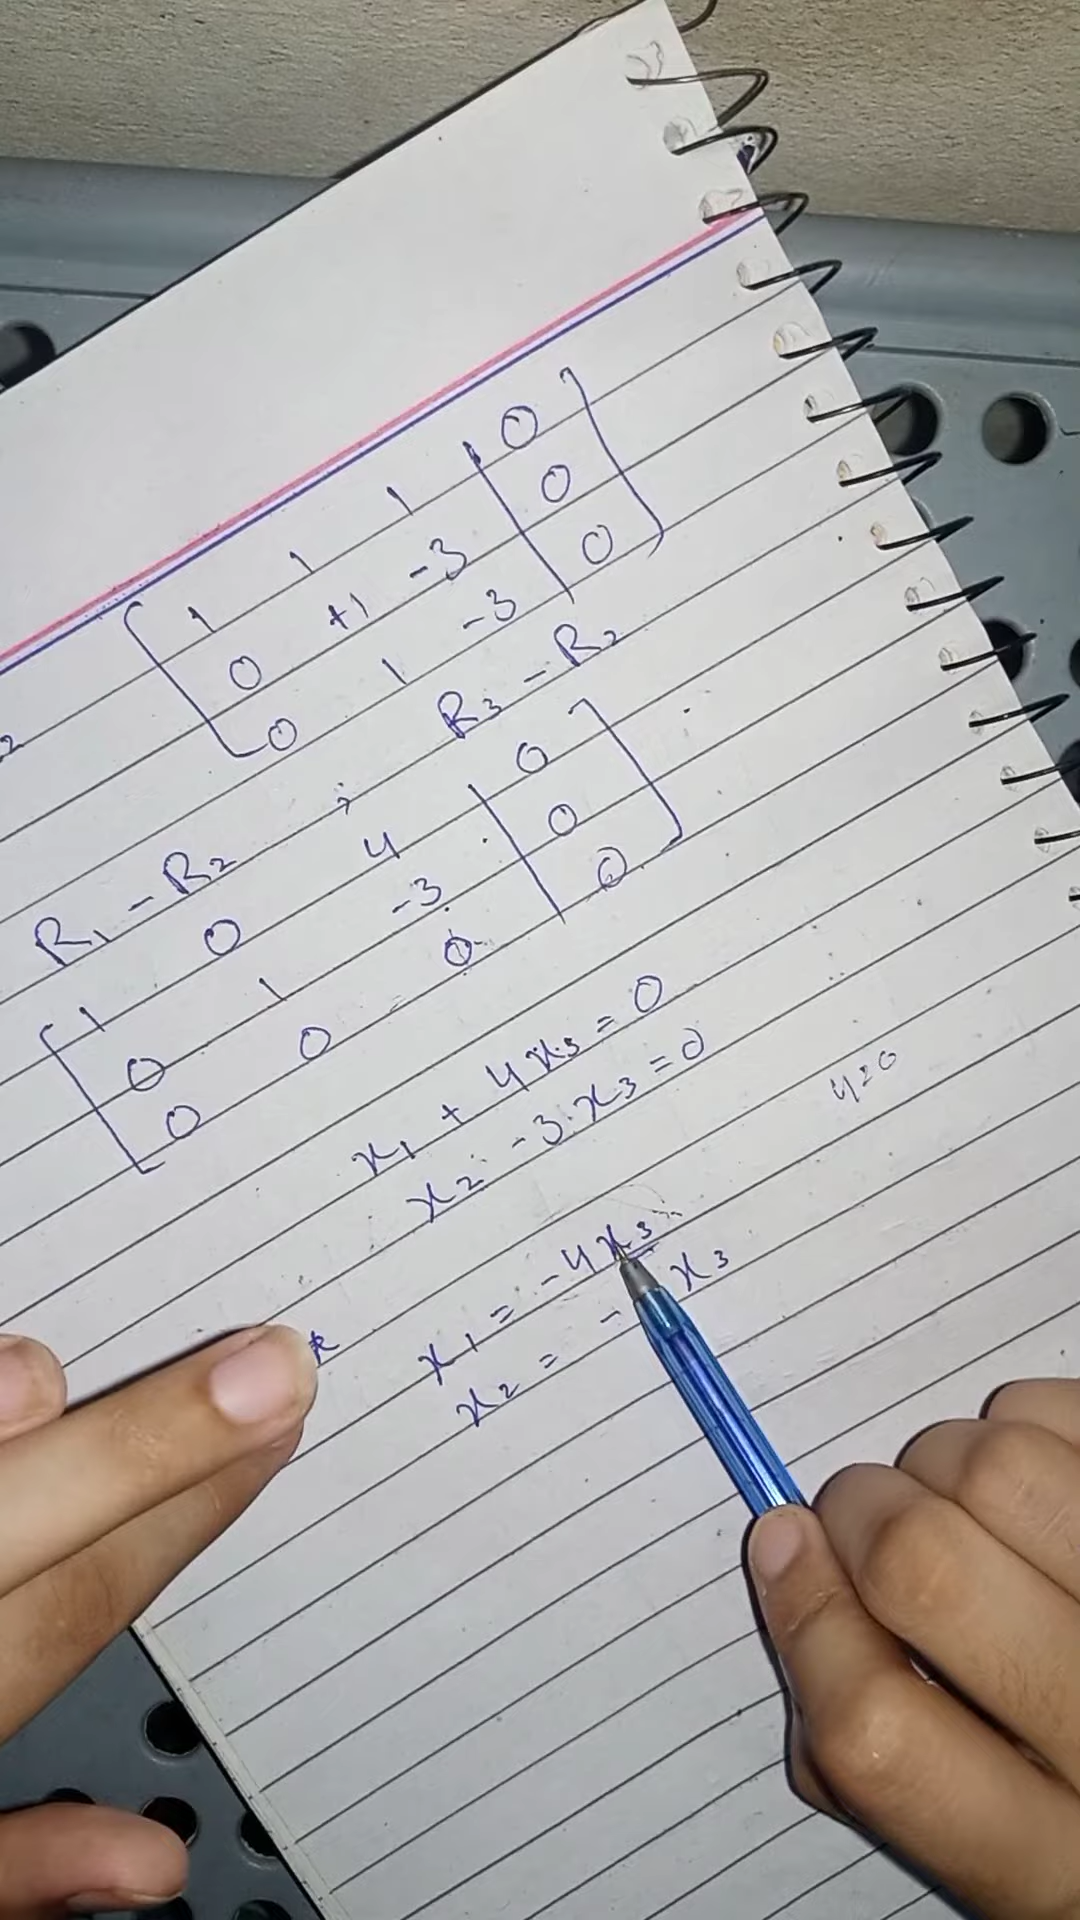 1 1 1 | 0
0 +1 -3 | 0
0 1 -3 | 0
2
R1 - R2 → R3 - R2
1 0 4 | 0
0 1 -3 | 0
0 0 0 | 0
x1 + 4x3 = 0
x2 - 3x3 = 0
x1 = -4x3
x2 = - x3